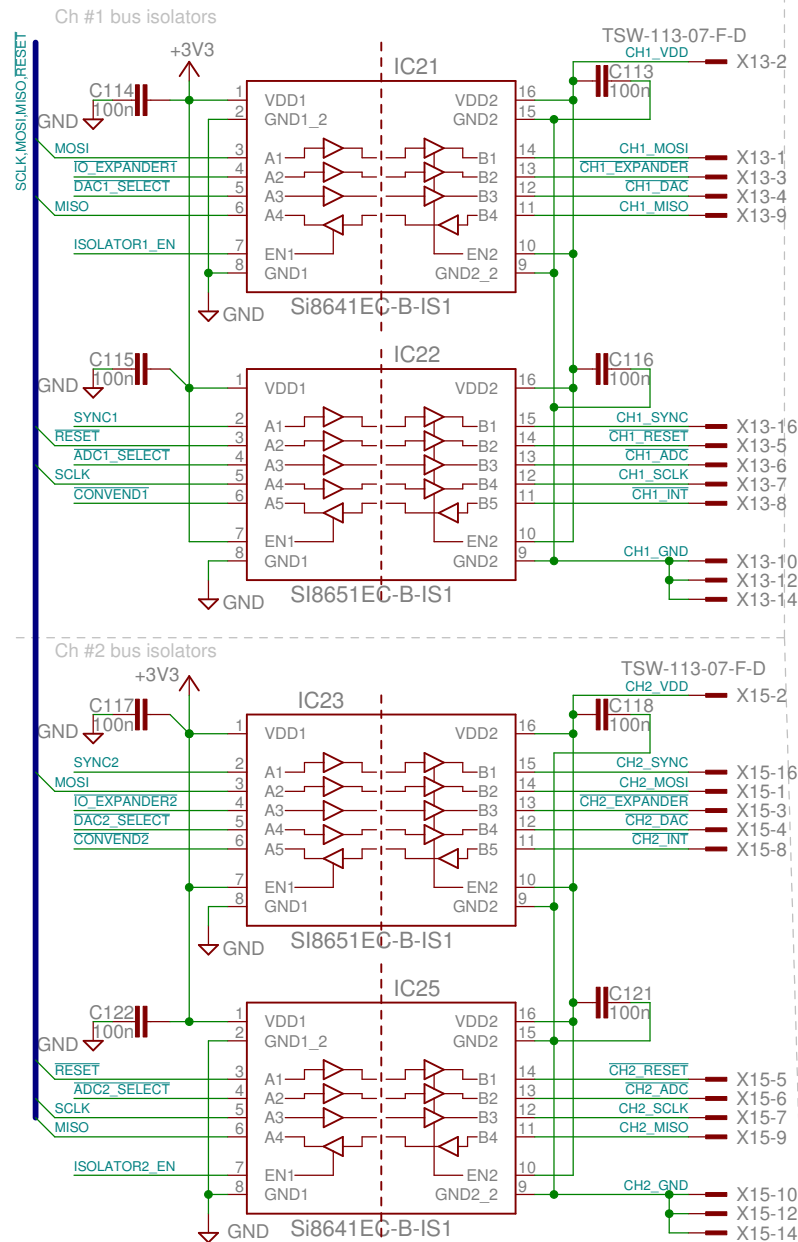 Ch #1 bus isolators
SCLK,MOSI,MISO,RESET
+3V3
IC21
TSW-113-07-F-D
CH1_VDD
X13-2
C114
100n
GND
C113
100n
1 VDD1 VDD2 16
2 GND1_2 GND2 15
MOSI 3 A1 B1 14 CH1_MOSI X13-1
IO_EXPANDER1 4 A2 B2 13 CH1_EXPANDER X13-3
DAC1_SELECT 5 A3 B3 12 CH1_DAC X13-4
MISO 6 A4 B4 11 CH1_MISO X13-9
ISOLATOR1_EN 7 EN1 EN2 10
8 GND1 GND2_2 9
GND
Si8641EC-B-IS1
IC22
C115
100n
GND
C116
100n
1 VDD1 VDD2 16
SYNC1 2 A1 B1 15 CH1_SYNC X13-16
RESET 3 A2 B2 14 CH1_RESET X13-5
ADC1_SELECT 4 A3 B3 13 CH1_ADC X13-6
SCLK 5 A4 B4 12 CH1_SCLK X13-7
CONVEND1 6 A5 B5 11 CH1_INT X13-8
7 EN1 EN2 10
8 GND1 GND2 9 CH1_GND X13-10
X13-12
X13-14
GND
SI8651EC-B-IS1
Ch #2 bus isolators
+3V3
IC23
TSW-113-07-F-D
CH2_VDD
X15-2
C117
100n
GND
C118
100n
1 VDD1 VDD2 16
SYNC2 2 A1 B1 15 CH2_SYNC X15-16
MOSI 3 A2 B2 14 CH2_MOSI X15-1
IO_EXPANDER2 4 A3 B3 13 CH2_EXPANDER X15-3
DAC2_SELECT 5 A4 B4 12 CH2_DAC X15-4
CONVEND2 6 A5 B5 11 CH2_INT X15-8
7 EN1 EN2 10
8 GND1 GND2 9
GND
SI8651EC-B-IS1
IC25
C122
100n
GND
C121
100n
1 VDD1 VDD2 16
2 GND1_2 GND2 15
RESET 3 A1 B1 14 CH2_RESET X15-5
ADC2_SELECT 4 A2 B2 13 CH2_ADC X15-6
SCLK 5 A3 B3 12 CH2_SCLK X15-7
MISO 6 A4 B4 11 CH2_MISO X15-9
ISOLATOR2_EN 7 EN1 EN2 10
8 GND1 GND2_2 9 CH2_GND X15-10
X15-12
X15-14
GND
Si8641EC-B-IS1